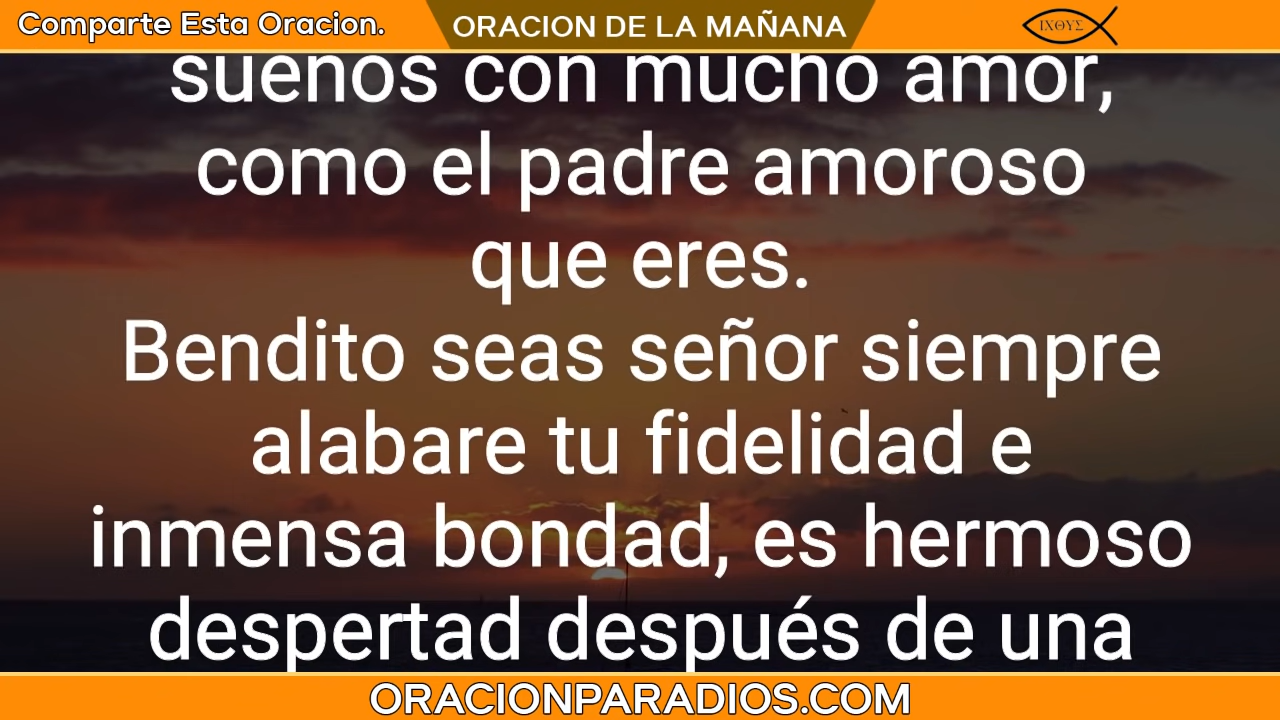 Comparte Esta Oracion.
ORACION DE LA MAÑANA
ΙΧΘΥΣ
sueños con mucho amor,
como el padre amoroso
que eres.
Bendito seas señor siempre
alabare tu fidelidad e
inmensa bondad, es hermoso
despertad después de una
ORACIONPARADIOS.COM